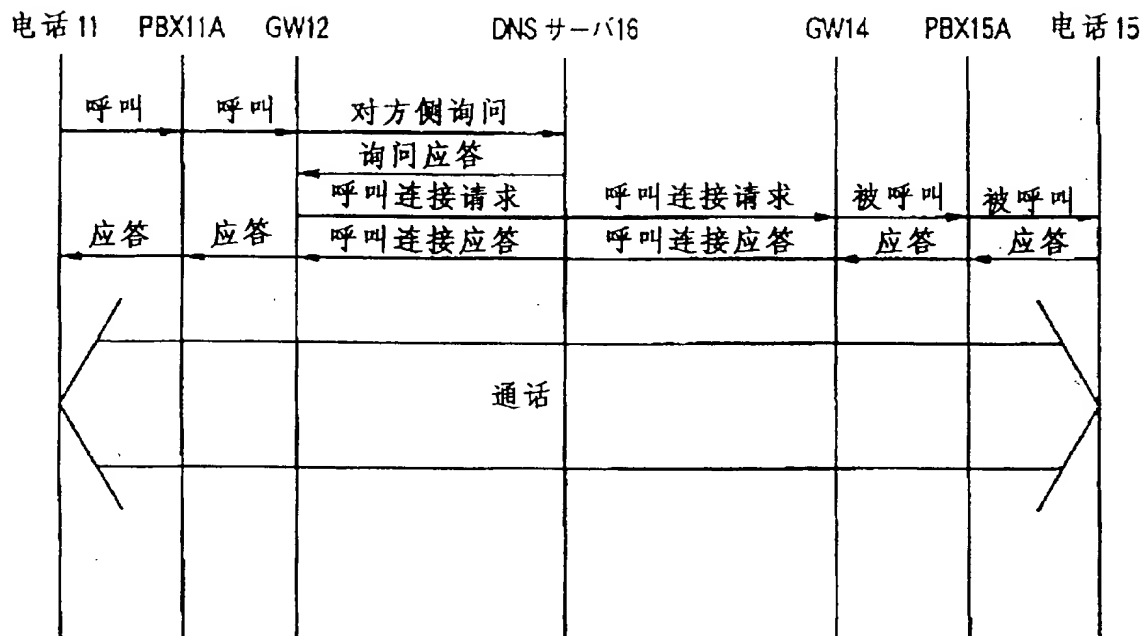 电话11 PBX11A GW12 DNSサーバ16 GW14 PBX15A 电话15
呼叫 呼叫 对方侧询问
询问应答
呼叫连接请求 呼叫连接请求 被呼叫 被呼叫
应答 应答 呼叫连接应答 呼叫连接应答 应答 应答
通话